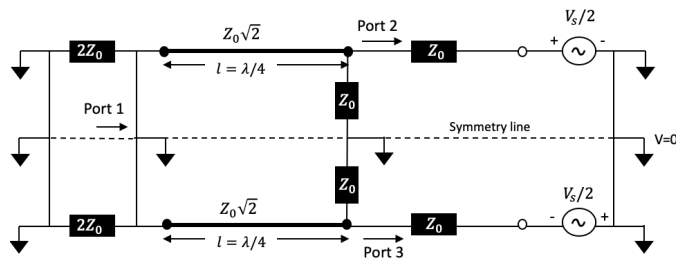 V_s/2
Z_0√2
Port 2
+ -
2Z_0
Z_0
l = λ/4
Z_0
Port 1
Symmetry line
V=0
Z_0
V_s/2
Z_0√2
2Z_0
Z_0
- +
l = λ/4
Port 3